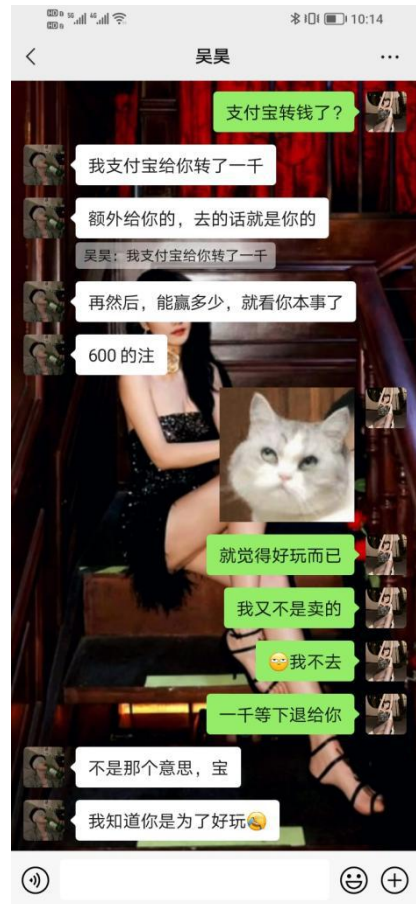 10:14
吴昊
支付宝转钱了?
我支付宝给你转了一千
额外给你的，去的话就是你的
吴昊：我支付宝给你转了一千
再然后，能赢多少，就看你本事了
600的注
就觉得好玩而已
我又不是卖的
我不去
一千等下退给你
不是那个意思，宝
我知道你是为了好玩